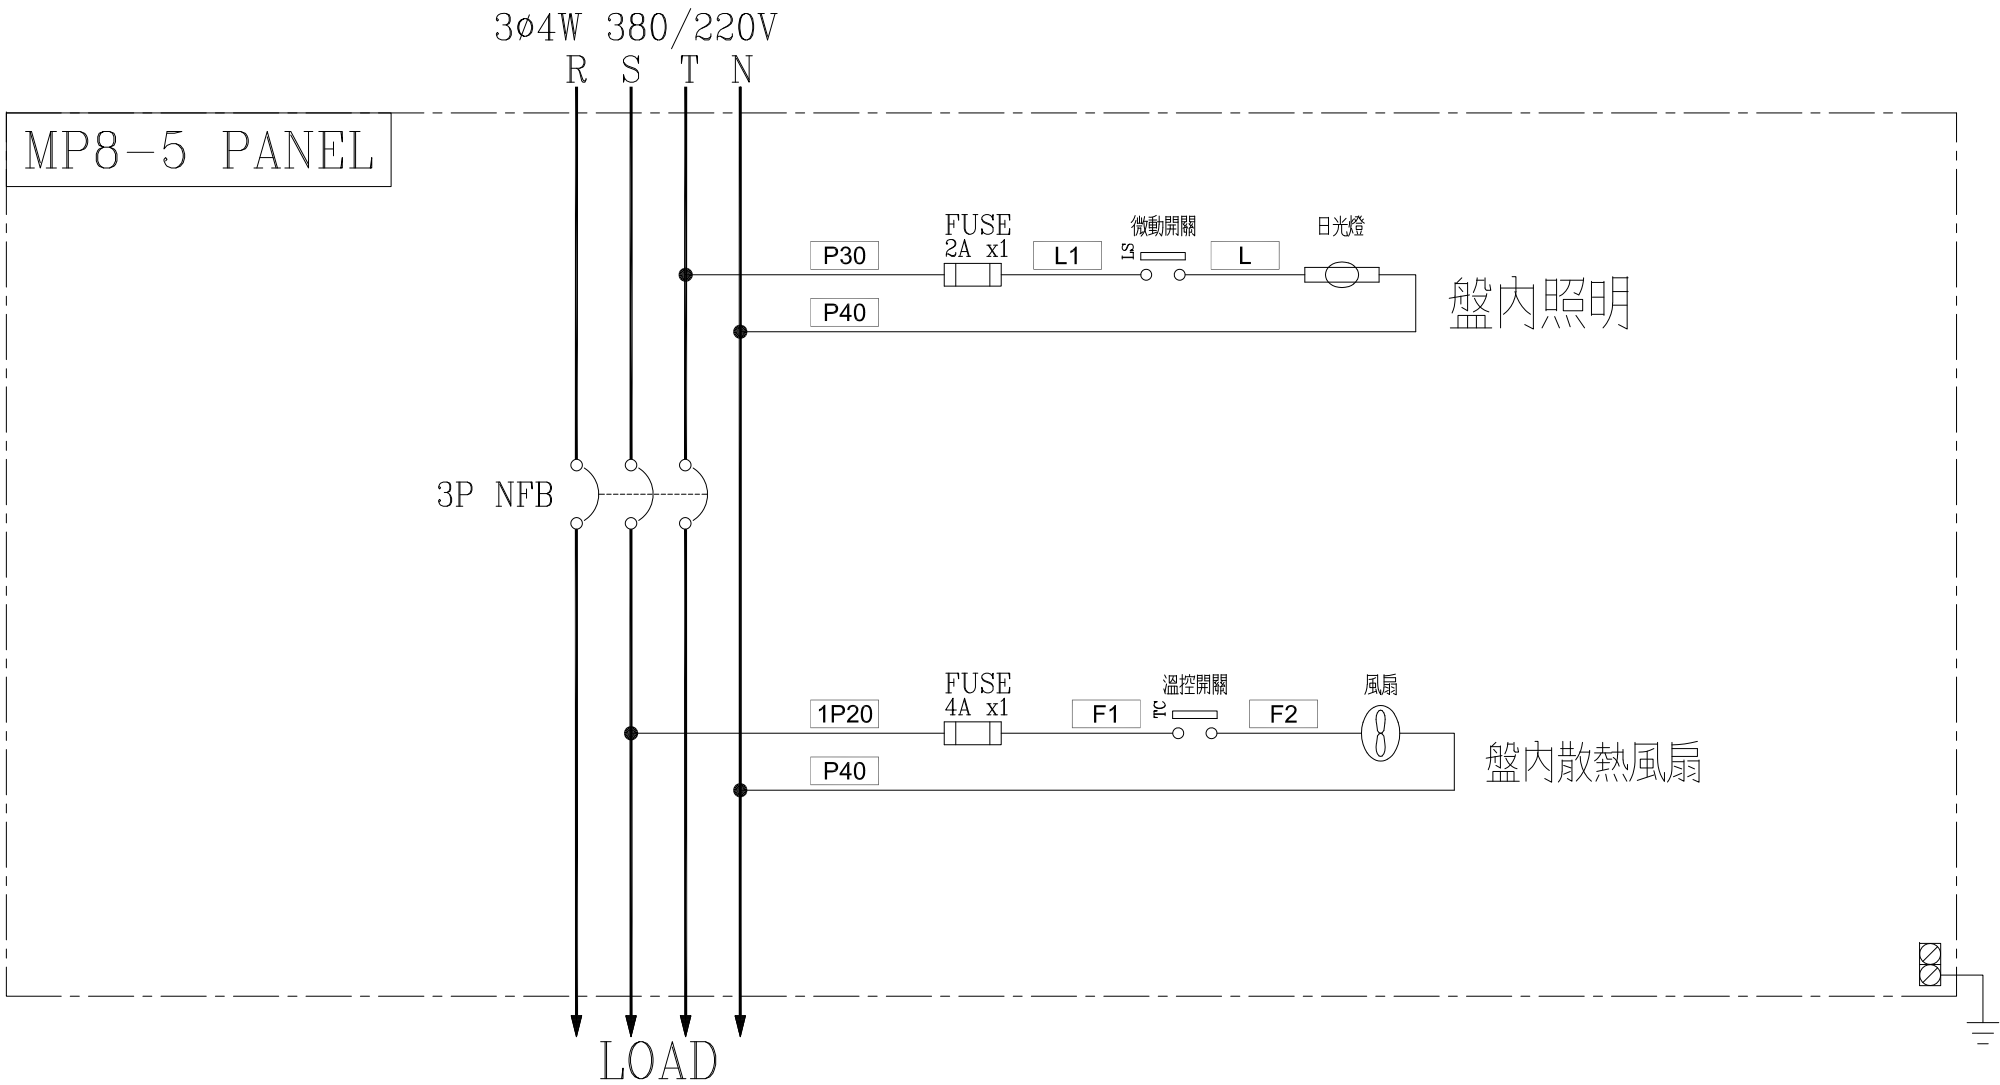 3ø4W 380/220V
R S T N
MP8-5 PANEL
FUSE
2A x1
微動開關
LS
日光燈
P30
L1
L
P40
盤內照明
3P NFB
FUSE
4A x1
溫控開關
TC
風扇
1P20
F1
F2
P40
盤內散熱風扇
LOAD